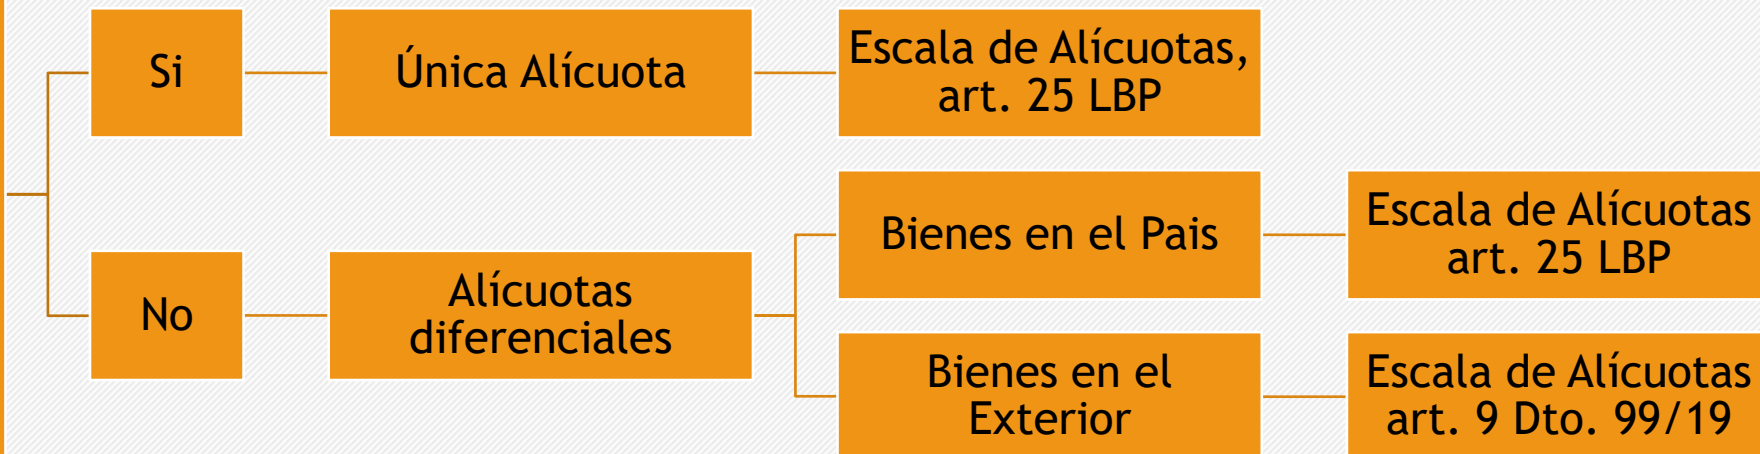 Si
Única Alícuota
Escala de Alícuotas,
art. 25 LBP
No
Alícuotas
diferenciales
Bienes en el Pais
Escala de Alícuotas
art. 25 LBP
Bienes en el
Exterior
Escala de Alícuotas
art. 9 Dto. 99/19